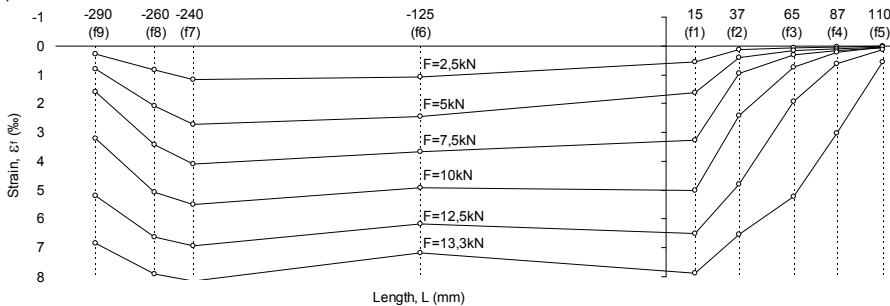 -290 -260 -240 -125 15 37 65 87 110
(f9) (f8) (f7) (f6) (f1) (f2) (f3) (f4) (f5)
-1
0
1
2
3
4
5
6
7
8
Strain, εf (‰)
F=2,5kN
F=5kN
F=7,5kN
F=10kN
F=12,5kN
F=13,3kN
Length, L (mm)